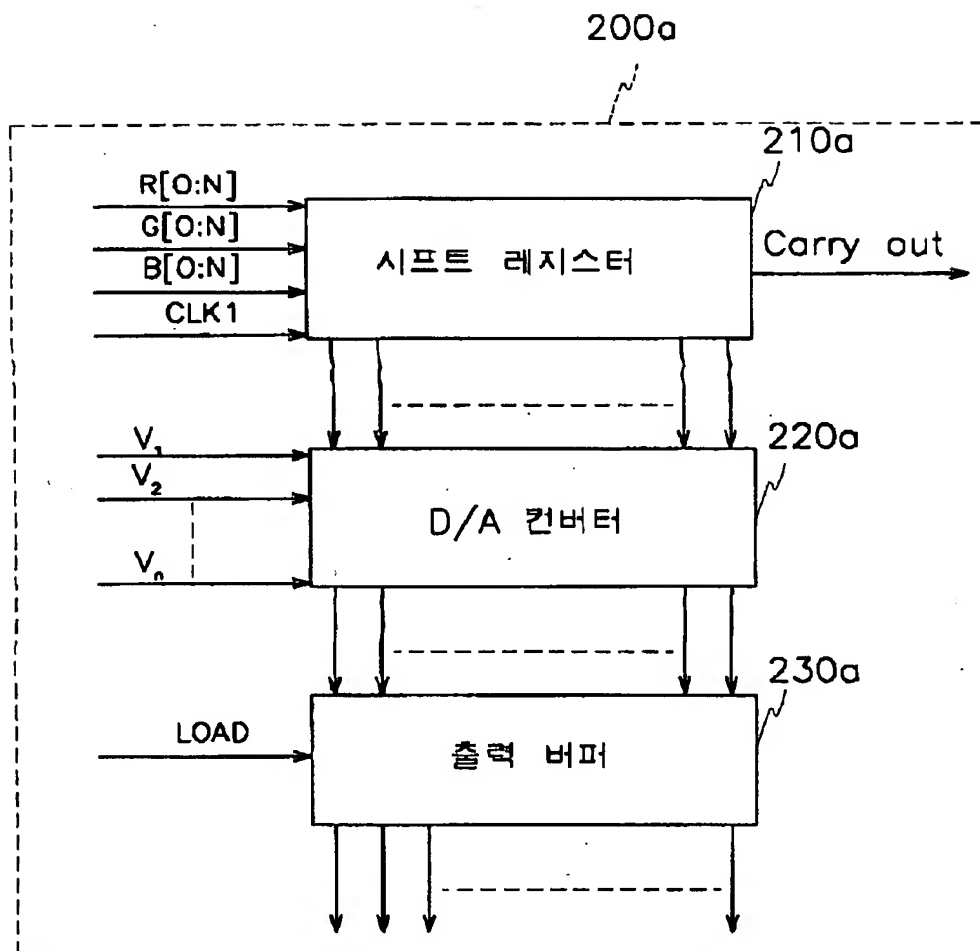 200a
210a
R[0:N]
G[0:N]
B[0:N]
CLK1
시프트 레지스터
Carry out
220a
V1
V2
Vn
D/A 컨버터
230a
LOAD
출력 버퍼